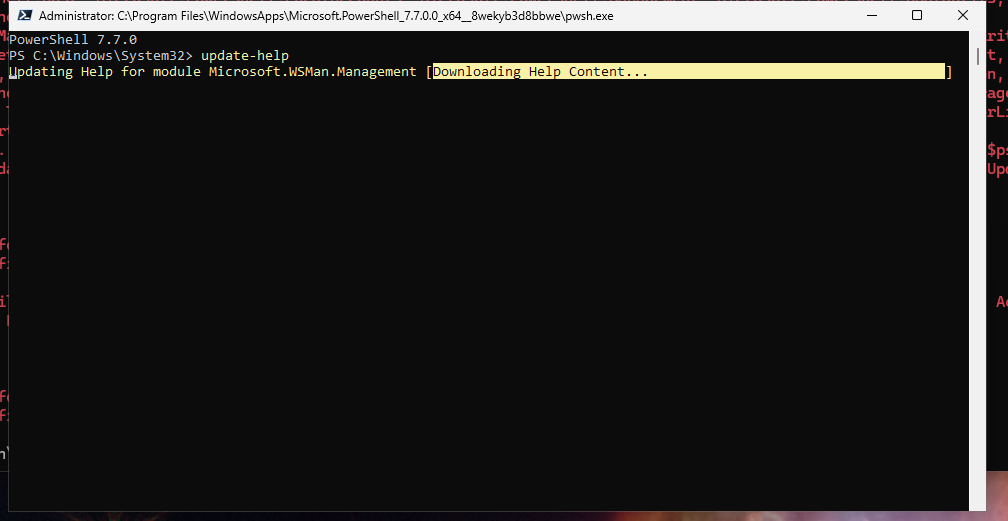 Administrator: C:\Program Files\WindowsApps\Microsoft.PowerShell_7.7.0.0_x64__8wekyb3d8bbwe\pwsh.exe
PowerShell 7.7.0
PS C:\Windows\System32> update-help
Updating Help for module Microsoft.WSMan.Management [Downloading Help Content... ]